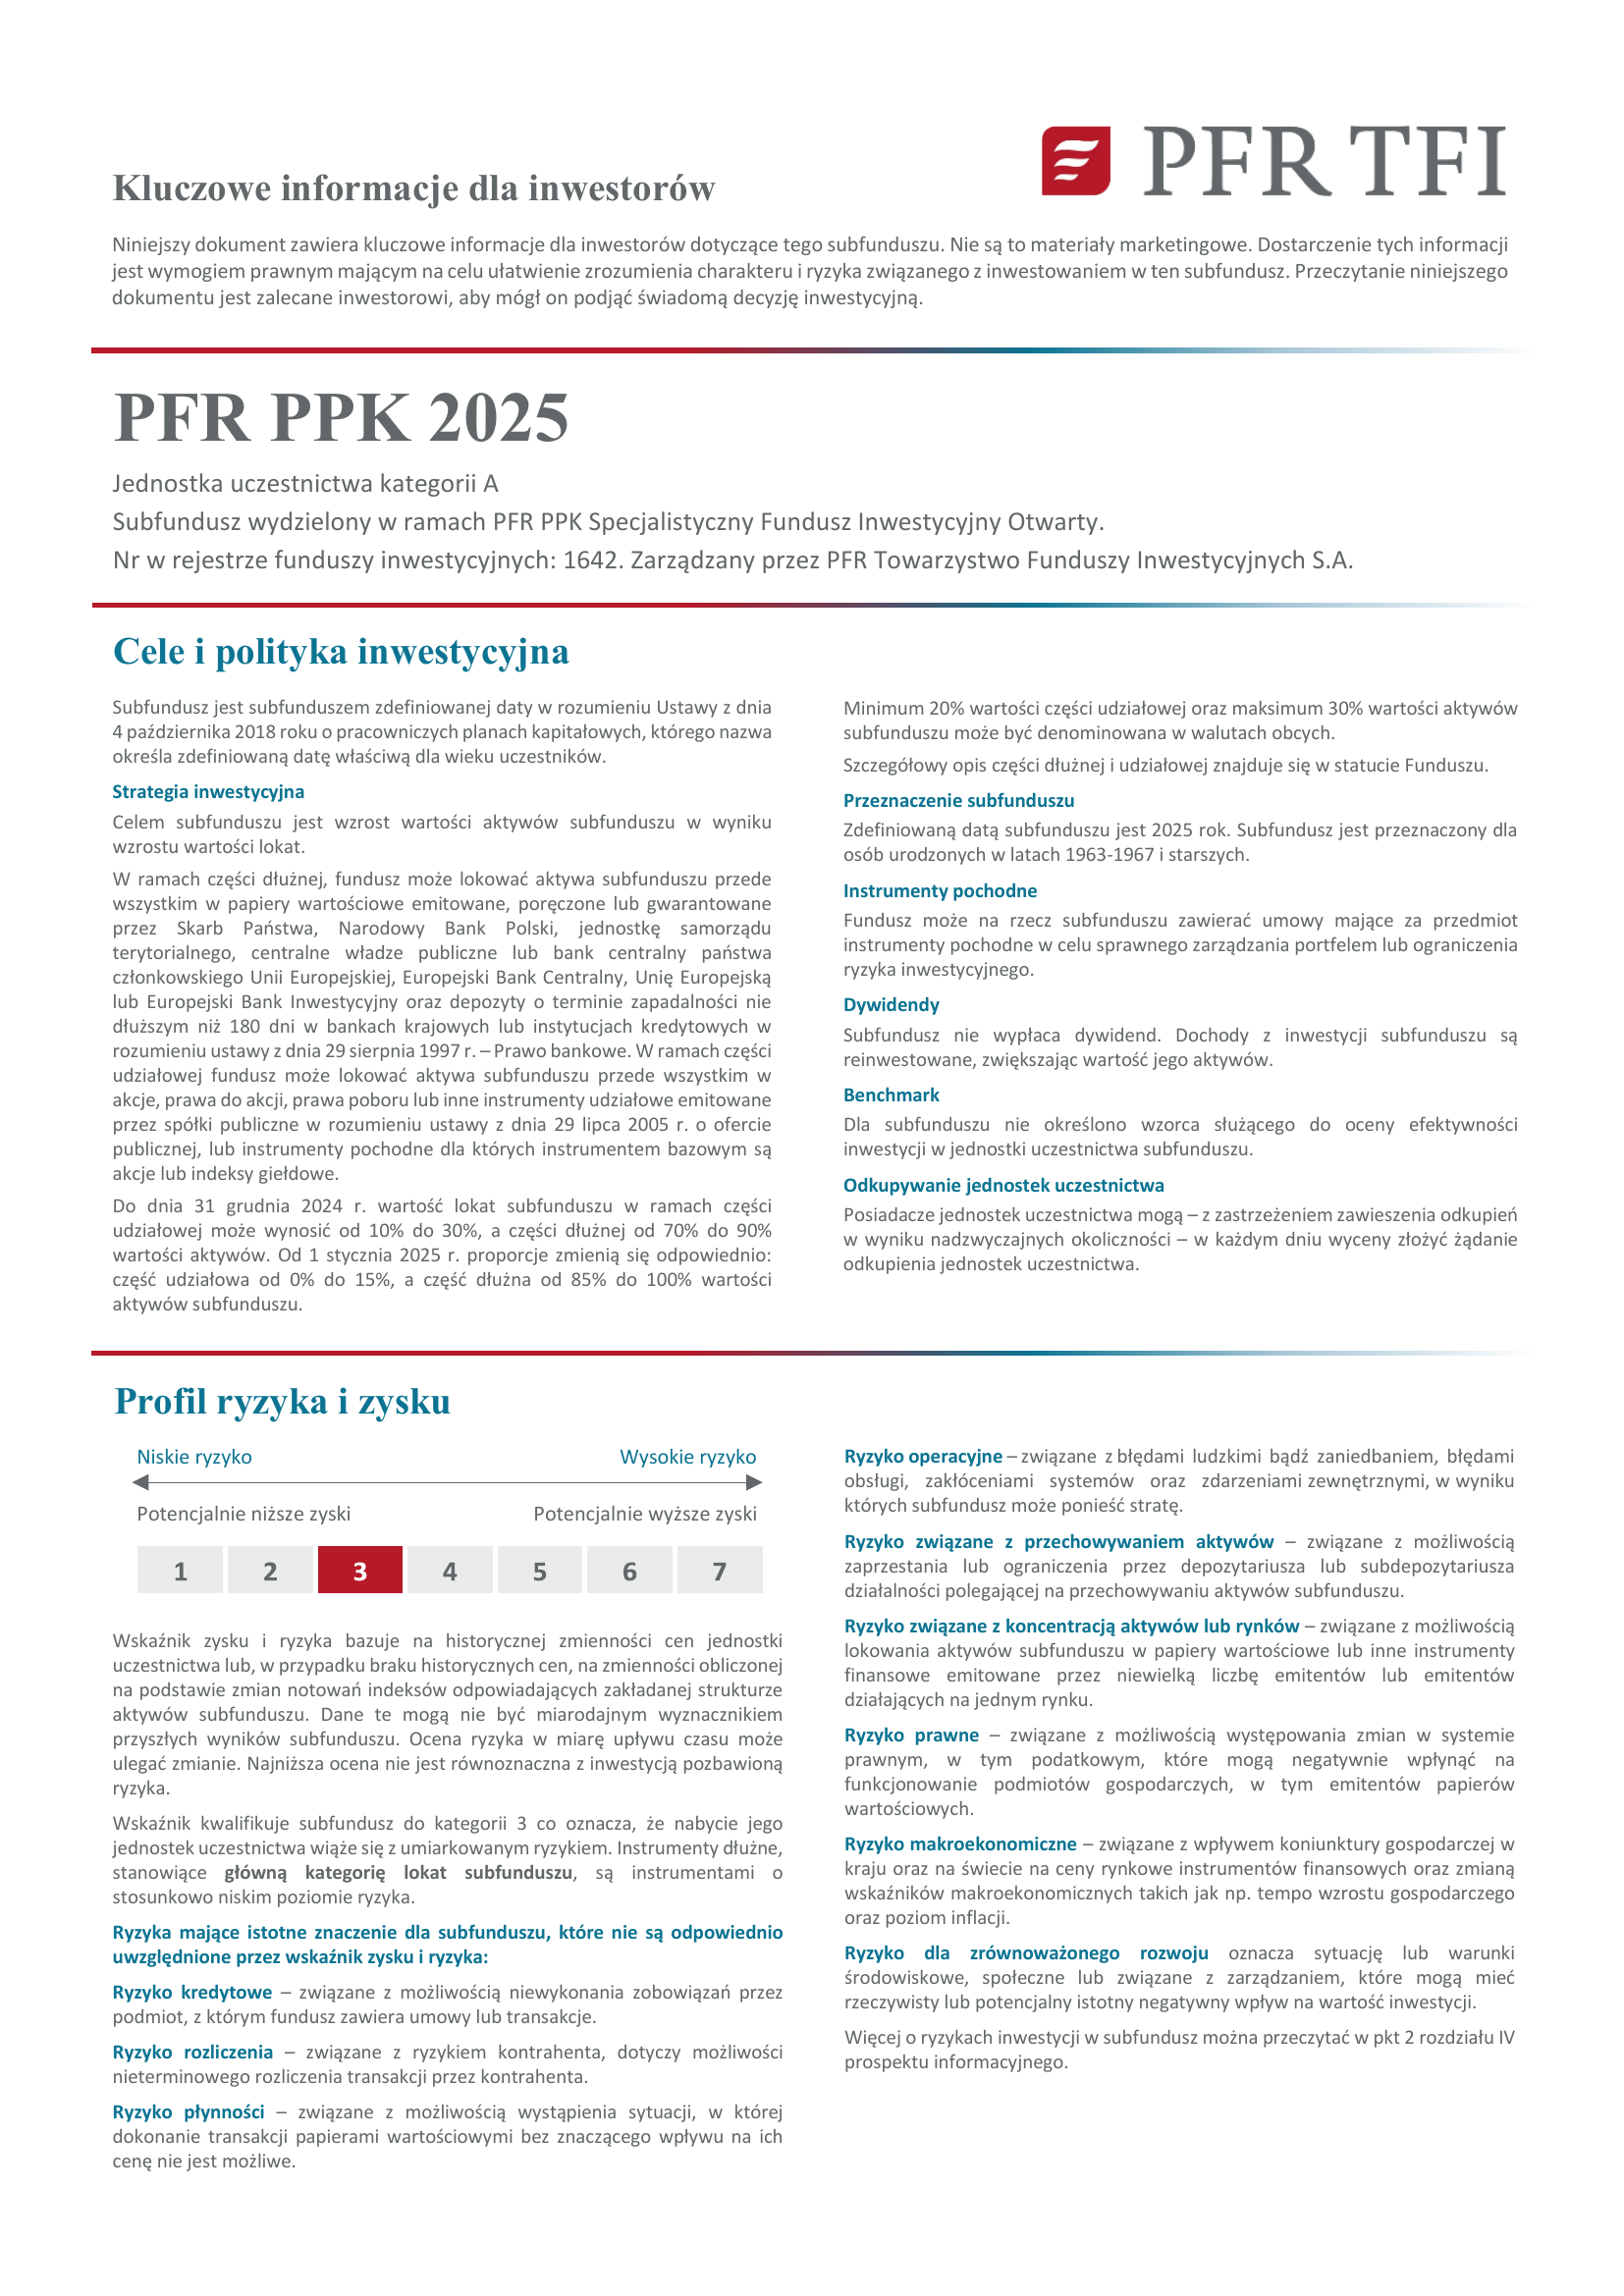 PFR TFI
Kluczowe informacje dla inwestorów
Niniejszy dokument zawiera kluczowe informacje dla inwestorów dotyczące tego subfunduszu. Nie są to materiały marketingowe. Dostarczenie tych informacji
jest wymogiem prawnym mającym na celu ułatwienie zrozumienia charakteru i ryzyka związanego z inwestowaniem w ten subfundusz. Przeczytanie niniejszego
dokumentu jest zalecane inwestorowi, aby mógł on podjąć świadomą decyzję inwestycyjną.
PFR PPK 2025
Jednostka uczestnictwa kategorii A
Subfundusz wydzielony w ramach PFR PPK Specjalistyczny Fundusz Inwestycyjny Otwarty.
Nr w rejestrze funduszy inwestycyjnych: 1642. Zarządzany przez PFR Towarzystwo Funduszy Inwestycyjnych S.A.
Cele i polityka inwestycyjna
Subfundusz jest subfunduszem zdefiniowanej daty w rozumieniu Ustawy z dnia
4 października 2018 roku o pracowniczych planach kapitałowych, którego nazwa
określa zdefiniowaną datę właściwą dla wieku uczestników.
Strategia inwestycyjna
Celem subfunduszu jest wzrost wartości aktywów subfunduszu w wyniku
wzrostu wartości lokat.
W ramach części dłużnej, fundusz może lokować aktywa subfunduszu przede
wszystkim w papiery wartościowe emitowane, poręczone lub gwarantowane
przez Skarb Państwa, Narodowy Bank Polski, jednostkę samorządu
terytorialnego, centralne władze publiczne lub bank centralny państwa
członkowskiego Unii Europejskiej, Europejski Bank Centralny, Unię Europejską
lub Europejski Bank Inwestycyjny oraz depozyty o terminie zapadalności nie
dłuższym niż 180 dni w bankach krajowych lub instytucjach kredytowych w
rozumieniu ustawy z dnia 29 sierpnia 1997 r. – Prawo bankowe. W ramach części
udziałowej fundusz może lokować aktywa subfunduszu przede wszystkim w
akcje, prawa do akcji, prawa poboru lub inne instrumenty udziałowe emitowane
przez spółki publiczne w rozumieniu ustawy z dnia 29 lipca 2005 r. o ofercie
publicznej, lub instrumenty pochodne dla których instrumentem bazowym są
akcje lub indeksy giełdowe.
Do dnia 31 grudnia 2024 r. wartość lokat subfunduszu w ramach części
udziałowej może wynosić od 10% do 30%, a części dłużnej od 70% do 90%
wartości aktywów. Od 1 stycznia 2025 r. proporcje zmienią się odpowiednio:
część udziałowa od 0% do 15%, a część dłużna od 85% do 100% wartości
aktywów subfunduszu.
Minimum 20% wartości części udziałowej oraz maksimum 30% wartości aktywów
subfunduszu może być denominowana w walutach obcych.
Szczegółowy opis części dłużnej i udziałowej znajduje się w statucie Funduszu.
Przeznaczenie subfunduszu
Zdefiniowaną datą subfunduszu jest 2025 rok. Subfundusz jest przeznaczony dla
osób urodzonych w latach 1963-1967 i starszych.
Instrumenty pochodne
Fundusz może na rzecz subfunduszu zawierać umowy mające za przedmiot
instrumenty pochodne w celu sprawnego zarządzania portfelem lub ograniczenia
ryzyka inwestycyjnego.
Dywidendy
Subfundusz nie wypłaca dywidend. Dochody z inwestycji subfunduszu są
reinwestowane, zwiększając wartość jego aktywów.
Benchmark
Dla subfunduszu nie określono wzorca służącego do oceny efektywności
inwestycji w jednostki uczestnictwa subfunduszu.
Odkupywanie jednostek uczestnictwa
Posiadacze jednostek uczestnictwa mogą – z zastrzeżeniem zawieszenia odkupień
w wyniku nadzwyczajnych okoliczności – w każdym dniu wyceny złożyć żądanie
odkupienia jednostek uczestnictwa.
Profil ryzyka i zysku
Niskie ryzyko Wysokie ryzyko
Potencjalnie niższe zyski Potencjalnie wyższe zyski
1 2 3 4 5 6 7
Wskaźnik zysku i ryzyka bazuje na historycznej zmienności cen jednostki
uczestnictwa lub, w przypadku braku historycznych cen, na zmienności obliczonej
na podstawie zmian notowań indeksów odpowiadających zakładanej strukturze
aktywów subfunduszu. Dane te mogą nie być miarodajnym wyznacznikiem
przyszłych wyników subfunduszu. Ocena ryzyka w miarę upływu czasu może
ulegać zmianie. Najniższa ocena nie jest równoznaczna z inwestycją pozbawioną
ryzyka.
Wskaźnik kwalifikuje subfundusz do kategorii 3 co oznacza, że nabycie jego
jednostek uczestnictwa wiąże się z umiarkowanym ryzykiem. Instrumenty dłużne,
stanowiące główną kategorię lokat subfunduszu, są instrumentami o
stosunkowo niskim poziomie ryzyka.
Ryzyka mające istotne znaczenie dla subfunduszu, które nie są odpowiednio
uwzględnione przez wskaźnik zysku i ryzyka:
Ryzyko kredytowe – związane z możliwością niewykonania zobowiązań przez
podmiot, z którym fundusz zawiera umowy lub transakcje.
Ryzyko rozliczenia – związane z ryzykiem kontrahenta, dotyczy możliwości
nieterminowego rozliczenia transakcji przez kontrahenta.
Ryzyko płynności – związane z możliwością wystąpienia sytuacji, w której
dokonanie transakcji papierami wartościowymi bez znaczącego wpływu na ich
cenę nie jest możliwe.
Ryzyko operacyjne – związane z błędami ludzkimi bądź zaniedbaniem, błędami
obsługi, zakłóceniami systemów oraz zdarzeniami zewnętrznymi, w wyniku
których subfundusz może ponieść stratę.
Ryzyko związane z przechowywaniem aktywów – związane z możliwością
zaprzestania lub ograniczenia przez depozytariusza lub subdepozytariusza
działalności polegającej na przechowywaniu aktywów subfunduszu.
Ryzyko związane z koncentracją aktywów lub rynków – związane z możliwością
lokowania aktywów subfunduszu w papiery wartościowe lub inne instrumenty
finansowe emitowane przez niewielką liczbę emitentów lub emitentów
działających na jednym rynku.
Ryzyko prawne – związane z możliwością występowania zmian w systemie
prawnym, w tym podatkowym, które mogą negatywnie wpłynąć na
funkcjonowanie podmiotów gospodarczych, w tym emitentów papierów
wartościowych.
Ryzyko makroekonomiczne – związane z wpływem koniunktury gospodarczej w
kraju oraz na świecie na ceny rynkowe instrumentów finansowych oraz zmianą
wskaźników makroekonomicznych takich jak np. tempo wzrostu gospodarczego
oraz poziom inflacji.
Ryzyko dla zrównoważonego rozwoju oznacza sytuację lub warunki
środowiskowe, społeczne lub związane z zarządzaniem, które mogą mieć
rzeczywisty lub potencjalny istotny negatywny wpływ na wartość inwestycji.
Więcej o ryzykach inwestycji w subfundusz można przeczytać w pkt 2 rozdziału IV
prospektu informacyjnego.